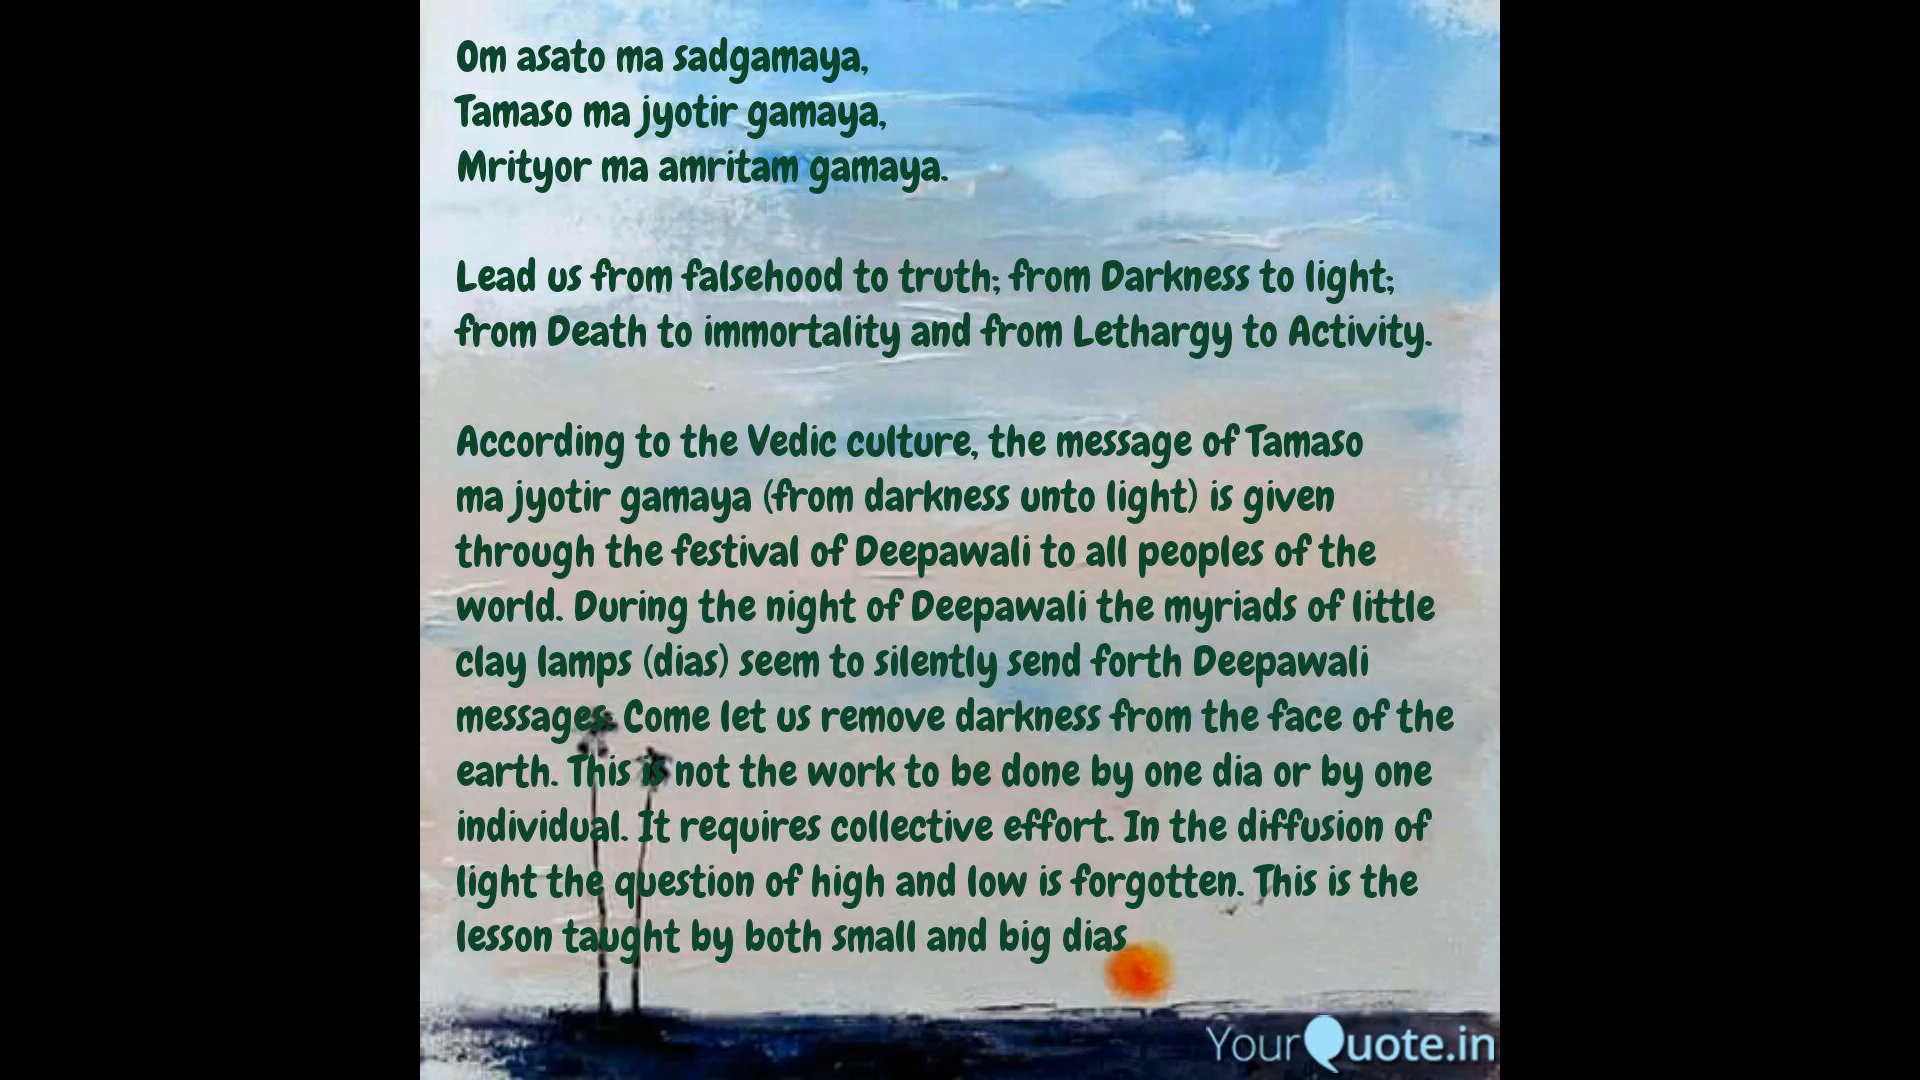 Om asato ma sadgamaya,
Tamaso ma jyotir gamaya,
Mrityor ma amritam gamaya.
Lead us from falsehood to truth; from Darkness to light;
from Death to immortality and from Lethargy to Activity.
According to the Vedic culture, the message of Tamaso
ma jyotir gamaya (from darkness unto light) is given
through the festival of Deepawali to all peoples of the
world. During the night of Deepawali the myriads of little
clay lamps (dias) seem to silently send forth Deepawali
messages: Come let us remove darkness from the face of the
earth. This is not the work to be done by one dia or by one
individual. It requires collective effort. In the diffusion of
light the question of high and low is forgotten. This is the
lesson taught by both small and big dias
YourQuote.in